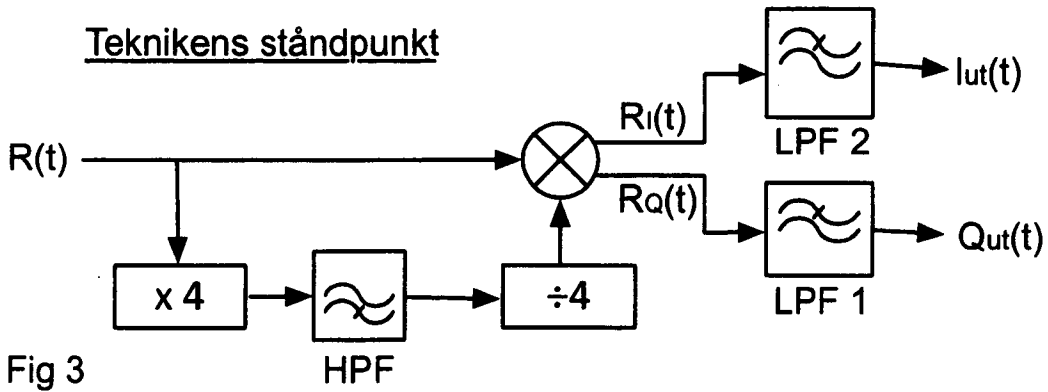 Teknikens ståndpunkt
R(t)
RI(t)
RQ(t)
LPF 2
Iut(t)
LPF 1
Qut(t)
x 4
HPF
÷4
Fig 3